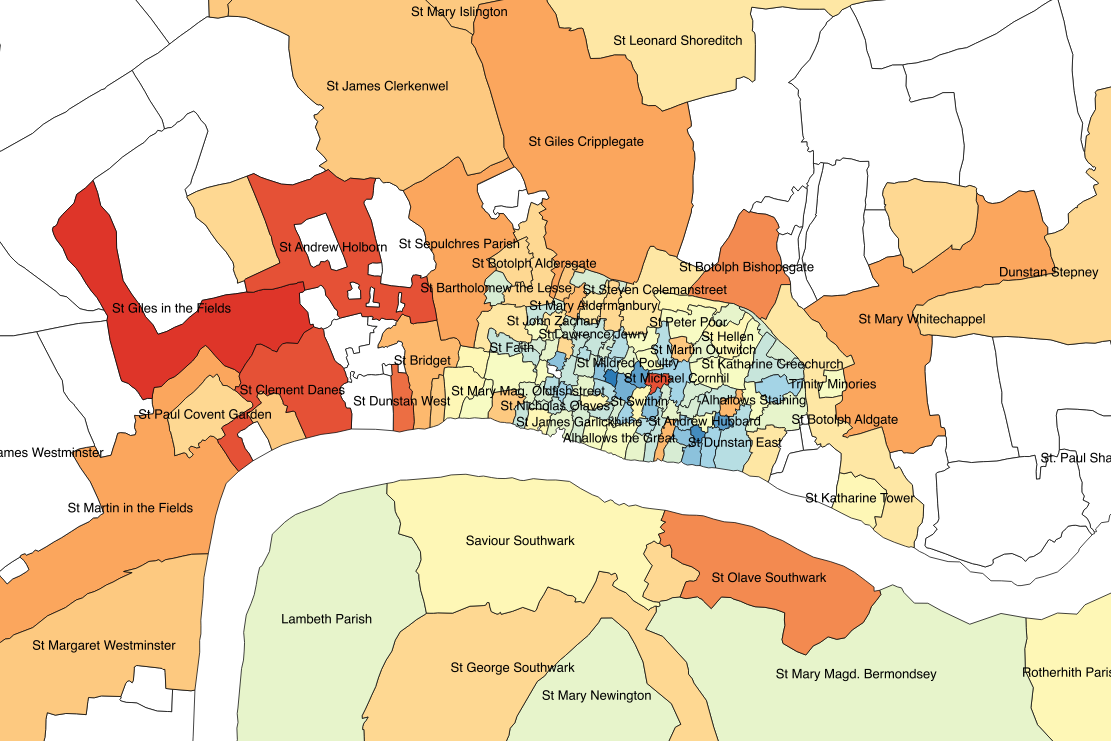 St Mary Islington
St Leonard Shoreditch
St James Clerkenwel
St Giles Cripplegate
St Andrew Holborn
St Sepulchres Parish
St Botolph Aldersgate
St Botolph Bishopsgate
Dunstan Stepney
St Bartholomew the Lesse
St Steven Colemanstreet
St Giles in the Fields
St Mary Aldermanbury
St John Zachary
St Peter Poor
St Mary Whitechappel
St Lawrence Jewry
St Hellen
St Faith
St Martin Outwitch
St Bridget
St Mildred Poultry
St Katharine Creechurch
St Michael Cornhil
Trinity Minories
St Clement Danes
St Mary Mag. Oldfishstreet
St Dunstan West
St Swithin
Alhallows Staining
St Nicholas Olaves
St Paul Covent Garden
St James Garlickhithe
St Andrew Hubbard
St Botolph Aldgate
Alhallows the Great
St Dunstan East
ames Westminster
St. Paul Sha
St Katharine Tower
St Martin in the Fields
Saviour Southwark
St Olave Southwark
Lambeth Parish
St Margaret Westminster
St George Southwark
St Mary Magd. Bermondsey
Rotherhith Paris
St Mary Newington